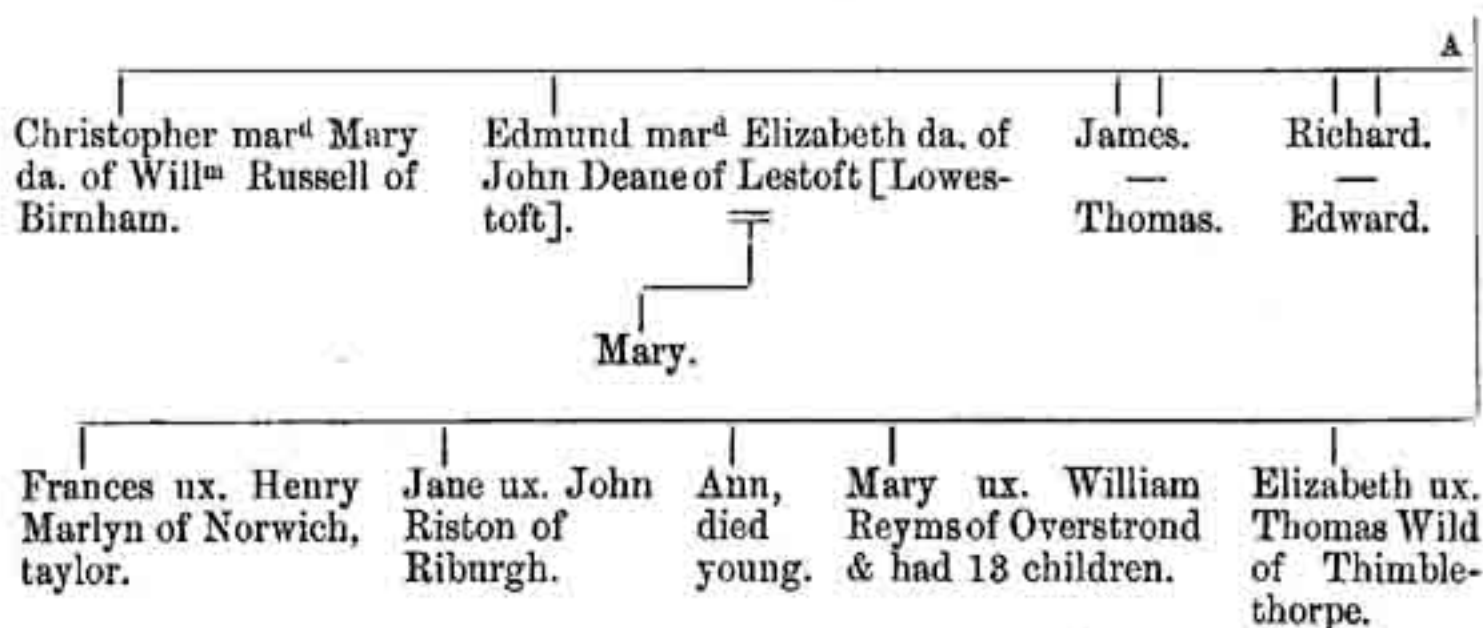 A
Christopher marᵈ Mary
da. of Willᵐ Russell of
Birnham.
Edmund marᵈ Elizabeth da. of
John Deane of Lestoft [Lowes-
toft].
James.
—
Thomas.
Richard.
—
Edward.
Mary.
Frances ux. Henry
Marlyn of Norwich,
taylor.
Jane ux. John
Riston of
Riburgh.
Ann,
died
young.
Mary ux. William
Reyms of Overstrond
& had 13 children.
Elizabeth ux.
Thomas Wild
of Thimble-
thorpe.